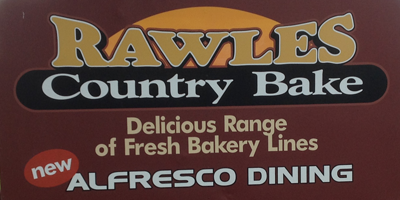 RAWLES
Country Bake
Delicious Range
of Fresh Bakery Lines
new ALFRESCO DINING